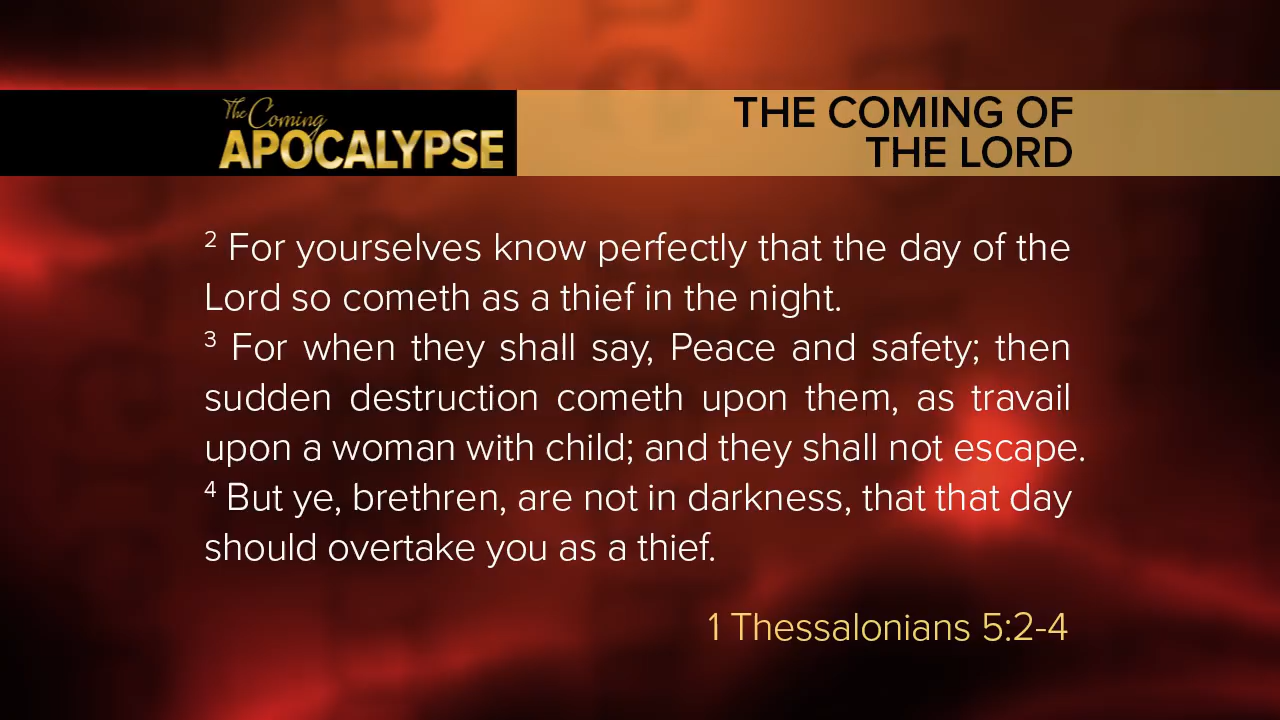 The Coming
APOCALYPSE
THE COMING OF
THE LORD
² For yourselves know perfectly that the day of the
Lord so cometh as a thief in the night.
³ For when they shall say, Peace and safety; then
sudden destruction cometh upon them, as travail
upon a woman with child; and they shall not escape.
⁴ But ye, brethren, are not in darkness, that that day
should overtake you as a thief.
1 Thessalonians 5:2-4